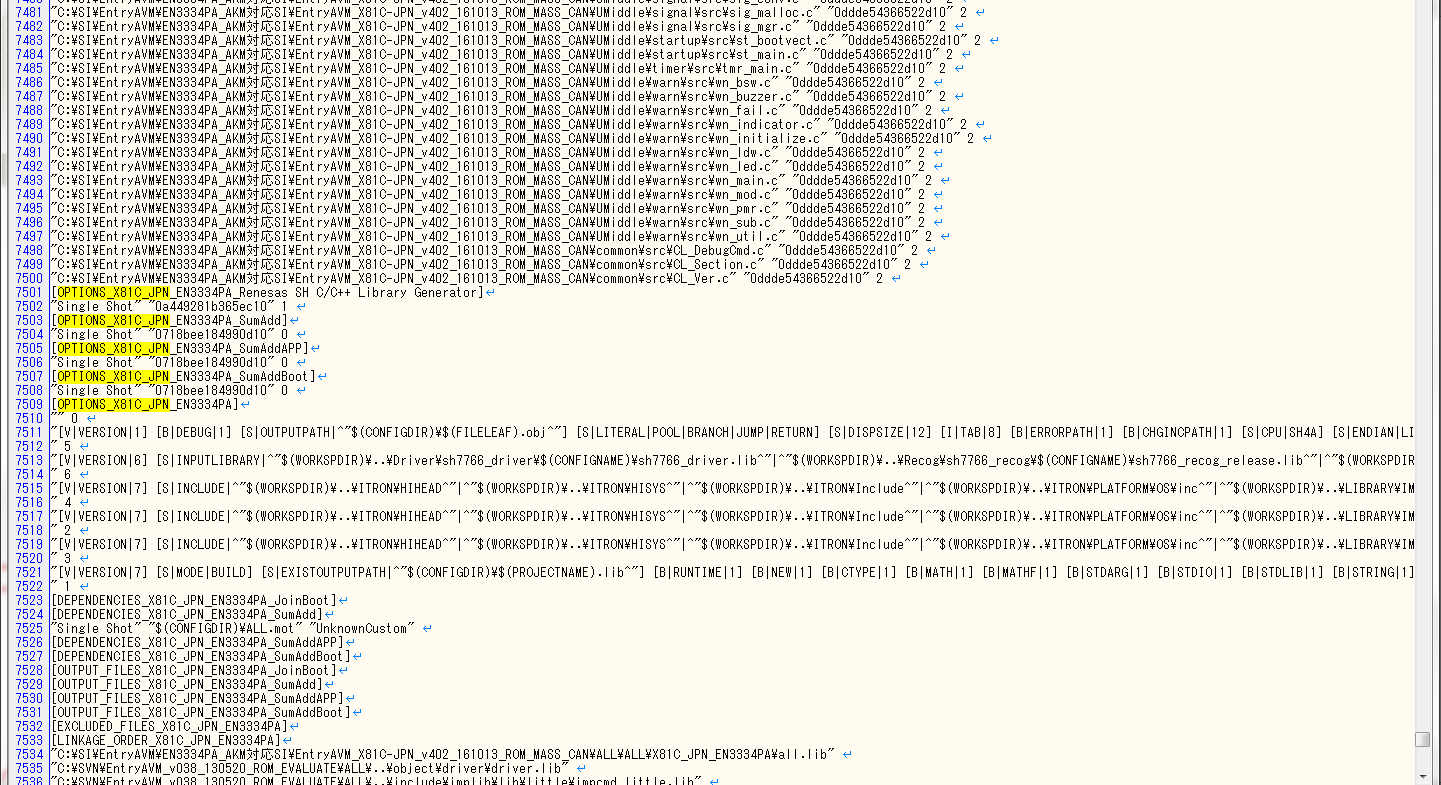 7481 "C:¥SI¥EntryAVM¥EN3334PA_AKM対応SI¥EntryAVM_X81C-JPN_v402_161013_ROM_MASS_CAN¥UMiddle¥signal¥src¥sig_malloc.c" "0ddde54366522d10" 2 ↵
7482 "C:¥SI¥EntryAVM¥EN3334PA_AKM対応SI¥EntryAVM_X81C-JPN_v402_161013_ROM_MASS_CAN¥UMiddle¥signal¥src¥sig_mgr.c" "0ddde54366522d10" 2 ↵
7483 "C:¥SI¥EntryAVM¥EN3334PA_AKM対応SI¥EntryAVM_X81C-JPN_v402_161013_ROM_MASS_CAN¥UMiddle¥startup¥src¥st_bootvect.c" "0ddde54366522d10" 2 ↵
7484 "C:¥SI¥EntryAVM¥EN3334PA_AKM対応SI¥EntryAVM_X81C-JPN_v402_161013_ROM_MASS_CAN¥UMiddle¥startup¥src¥st_main.c" "0ddde54366522d10" 2 ↵
7485 "C:¥SI¥EntryAVM¥EN3334PA_AKM対応SI¥EntryAVM_X81C-JPN_v402_161013_ROM_MASS_CAN¥UMiddle¥timer¥src¥tmr_main.c" "0ddde54366522d10" 2 ↵
7486 "C:¥SI¥EntryAVM¥EN3334PA_AKM対応SI¥EntryAVM_X81C-JPN_v402_161013_ROM_MASS_CAN¥UMiddle¥warn¥src¥wn_bsw.c" "0ddde54366522d10" 2 ↵
7487 "C:¥SI¥EntryAVM¥EN3334PA_AKM対応SI¥EntryAVM_X81C-JPN_v402_161013_ROM_MASS_CAN¥UMiddle¥warn¥src¥wn_buzzer.c" "0ddde54366522d10" 2 ↵
7488 "C:¥SI¥EntryAVM¥EN3334PA_AKM対応SI¥EntryAVM_X81C-JPN_v402_161013_ROM_MASS_CAN¥UMiddle¥warn¥src¥wn_fail.c" "0ddde54366522d10" 2 ↵
7489 "C:¥SI¥EntryAVM¥EN3334PA_AKM対応SI¥EntryAVM_X81C-JPN_v402_161013_ROM_MASS_CAN¥UMiddle¥warn¥src¥wn_indicator.c" "0ddde54366522d10" 2 ↵
7490 "C:¥SI¥EntryAVM¥EN3334PA_AKM対応SI¥EntryAVM_X81C-JPN_v402_161013_ROM_MASS_CAN¥UMiddle¥warn¥src¥wn_initialize.c" "0ddde54366522d10" 2 ↵
7491 "C:¥SI¥EntryAVM¥EN3334PA_AKM対応SI¥EntryAVM_X81C-JPN_v402_161013_ROM_MASS_CAN¥UMiddle¥warn¥src¥wn_ldw.c" "0ddde54366522d10" 2 ↵
7492 "C:¥SI¥EntryAVM¥EN3334PA_AKM対応SI¥EntryAVM_X81C-JPN_v402_161013_ROM_MASS_CAN¥UMiddle¥warn¥src¥wn_led.c" "0ddde54366522d10" 2 ↵
7493 "C:¥SI¥EntryAVM¥EN3334PA_AKM対応SI¥EntryAVM_X81C-JPN_v402_161013_ROM_MASS_CAN¥UMiddle¥warn¥src¥wn_main.c" "0ddde54366522d10" 2 ↵
7494 "C:¥SI¥EntryAVM¥EN3334PA_AKM対応SI¥EntryAVM_X81C-JPN_v402_161013_ROM_MASS_CAN¥UMiddle¥warn¥src¥wn_mod.c" "0ddde54366522d10" 2 ↵
7495 "C:¥SI¥EntryAVM¥EN3334PA_AKM対応SI¥EntryAVM_X81C-JPN_v402_161013_ROM_MASS_CAN¥UMiddle¥warn¥src¥wn_pmr.c" "0ddde54366522d10" 2 ↵
7496 "C:¥SI¥EntryAVM¥EN3334PA_AKM対応SI¥EntryAVM_X81C-JPN_v402_161013_ROM_MASS_CAN¥UMiddle¥warn¥src¥wn_sub.c" "0ddde54366522d10" 2 ↵
7497 "C:¥SI¥EntryAVM¥EN3334PA_AKM対応SI¥EntryAVM_X81C-JPN_v402_161013_ROM_MASS_CAN¥UMiddle¥warn¥src¥wn_util.c" "0ddde54366522d10" 2 ↵
7498 "C:¥SI¥EntryAVM¥EN3334PA_AKM対応SI¥EntryAVM_X81C-JPN_v402_161013_ROM_MASS_CAN¥common¥src¥CL_DebugCmd.c" "0ddde54366522d10" 2 ↵
7499 "C:¥SI¥EntryAVM¥EN3334PA_AKM対応SI¥EntryAVM_X81C-JPN_v402_161013_ROM_MASS_CAN¥common¥src¥CL_Section.c" "0ddde54366522d10" 2 ↵
7500 "C:¥SI¥EntryAVM¥EN3334PA_AKM対応SI¥EntryAVM_X81C-JPN_v402_161013_ROM_MASS_CAN¥common¥src¥CL_Ver.c" "0ddde54366522d10" 2 ↵
7501 [OPTIONS_X81C_JPN_EN3334PA_Renesas SH C/C++ Library Generator]↵
7502 "Single Shot" "0a449281b385ec10" 1 ↵
7503 [OPTIONS_X81C_JPN_EN3334PA_SumAdd]↵
7504 "Single Shot" "0718bee184990d10" 0 ↵
7505 [OPTIONS_X81C_JPN_EN3334PA_SumAddAPP]↵
7506 "Single Shot" "0718bee184990d10" 0 ↵
7507 [OPTIONS_X81C_JPN_EN3334PA_SumAddBoot]↵
7508 "Single Shot" "0718bee184990d10" 0 ↵
7509 [OPTIONS_X81C_JPN_EN3334PA]↵
7510 "" 0 ↵
7511 "[V|VERSION|1] [B|DEBUG|1] [S|OUTPUTPATH|^"$(CONFIGDIR)¥$(FILELEAF).obj^"] [S|LITERAL|POOL|BRANCH|JUMP|RETURN] [S|DISPSIZE|12] [I|TAB|8] [B|ERRORPATH|1] [B|CHGINCPATH|1] [S|CPU|SH4A] [S|ENDIAN|LI
7512 " 5 ↵
7513 "[V|VERSION|6] [S|INPUTLIBRARY|^"$(WORKSPDIR)¥..¥Driver¥sh7766_driver¥$(CONFIGNAME)¥sh7766_driver.lib^"|^"$(WORKSPDIR)¥..¥Recog¥sh7766_recog¥$(CONFIGNAME)¥sh7766_recog_release.lib^"|^"$(WORKSPDIR
7514 " 6 ↵
7515 "[V|VERSION|7] [S|INCLUDE|^"$(WORKSPDIR)¥..¥ITRON¥HIHEAD^"|^"$(WORKSPDIR)¥..¥ITRON¥HISYS^"|^"$(WORKSPDIR)¥..¥ITRON¥Include^"|^"$(WORKSPDIR)¥..¥ITRON¥PLATFORM¥OS¥inc^"|^"$(WORKSPDIR)¥..¥LIBRARY¥IM
7516 " 4 ↵
7517 "[V|VERSION|7] [S|INCLUDE|^"$(WORKSPDIR)¥..¥ITRON¥HIHEAD^"|^"$(WORKSPDIR)¥..¥ITRON¥HISYS^"|^"$(WORKSPDIR)¥..¥ITRON¥Include^"|^"$(WORKSPDIR)¥..¥ITRON¥PLATFORM¥OS¥inc^"|^"$(WORKSPDIR)¥..¥LIBRARY¥IM
7518 " 2 ↵
7519 "[V|VERSION|7] [S|INCLUDE|^"$(WORKSPDIR)¥..¥ITRON¥HIHEAD^"|^"$(WORKSPDIR)¥..¥ITRON¥HISYS^"|^"$(WORKSPDIR)¥..¥ITRON¥Include^"|^"$(WORKSPDIR)¥..¥ITRON¥PLATFORM¥OS¥inc^"|^"$(WORKSPDIR)¥..¥LIBRARY¥IM
7520 " 3 ↵
7521 "[V|VERSION|7] [S|MODE|BUILD] [S|EXISTOUTPUTPATH|^"$(CONFIGDIR)¥$(PROJECTNAME).lib^"] [B|RUNTIME|1] [B|NEW|1] [B|CTYPE|1] [B|MATH|1] [B|MATHF|1] [B|STDARG|1] [B|STDIO|1] [B|STDLIB|1] [B|STRING|1]
7522 " 1 ↵
7523 [DEPENDENCIES_X81C_JPN_EN3334PA_JoinBoot]↵
7524 [DEPENDENCIES_X81C_JPN_EN3334PA_SumAdd]↵
7525 "Single Shot" "$(CONFIGDIR)¥ALL.mot" "UnknownCustom" ↵
7526 [DEPENDENCIES_X81C_JPN_EN3334PA_SumAddAPP]↵
7527 [DEPENDENCIES_X81C_JPN_EN3334PA_SumAddBoot]↵
7528 [OUTPUT_FILES_X81C_JPN_EN3334PA_JoinBoot]↵
7529 [OUTPUT_FILES_X81C_JPN_EN3334PA_SumAdd]↵
7530 [OUTPUT_FILES_X81C_JPN_EN3334PA_SumAddAPP]↵
7531 [OUTPUT_FILES_X81C_JPN_EN3334PA_SumAddBoot]↵
7532 [EXCLUDED_FILES_X81C_JPN_EN3334PA]↵
7533 [LINKAGE_ORDER_X81C_JPN_EN3334PA]↵
7534 "C:¥SI¥EntryAVM¥EN3334PA_AKM対応SI¥EntryAVM_X81C-JPN_v402_161013_ROM_MASS_CAN¥ALL¥ALL¥X81C_JPN_EN3334PA¥all.lib" ↵
7535 "C:¥SVN¥EntryAVM_v038_130520_ROM_EVALUATE¥ALL¥..¥object¥driver¥driver.lib" ↵
7536 "C:¥SVN¥EntryAVM_v038_130520_ROM_EVALUATE¥ALL¥..¥include¥implib¥lib¥little¥impcmd_little.lib" ↵